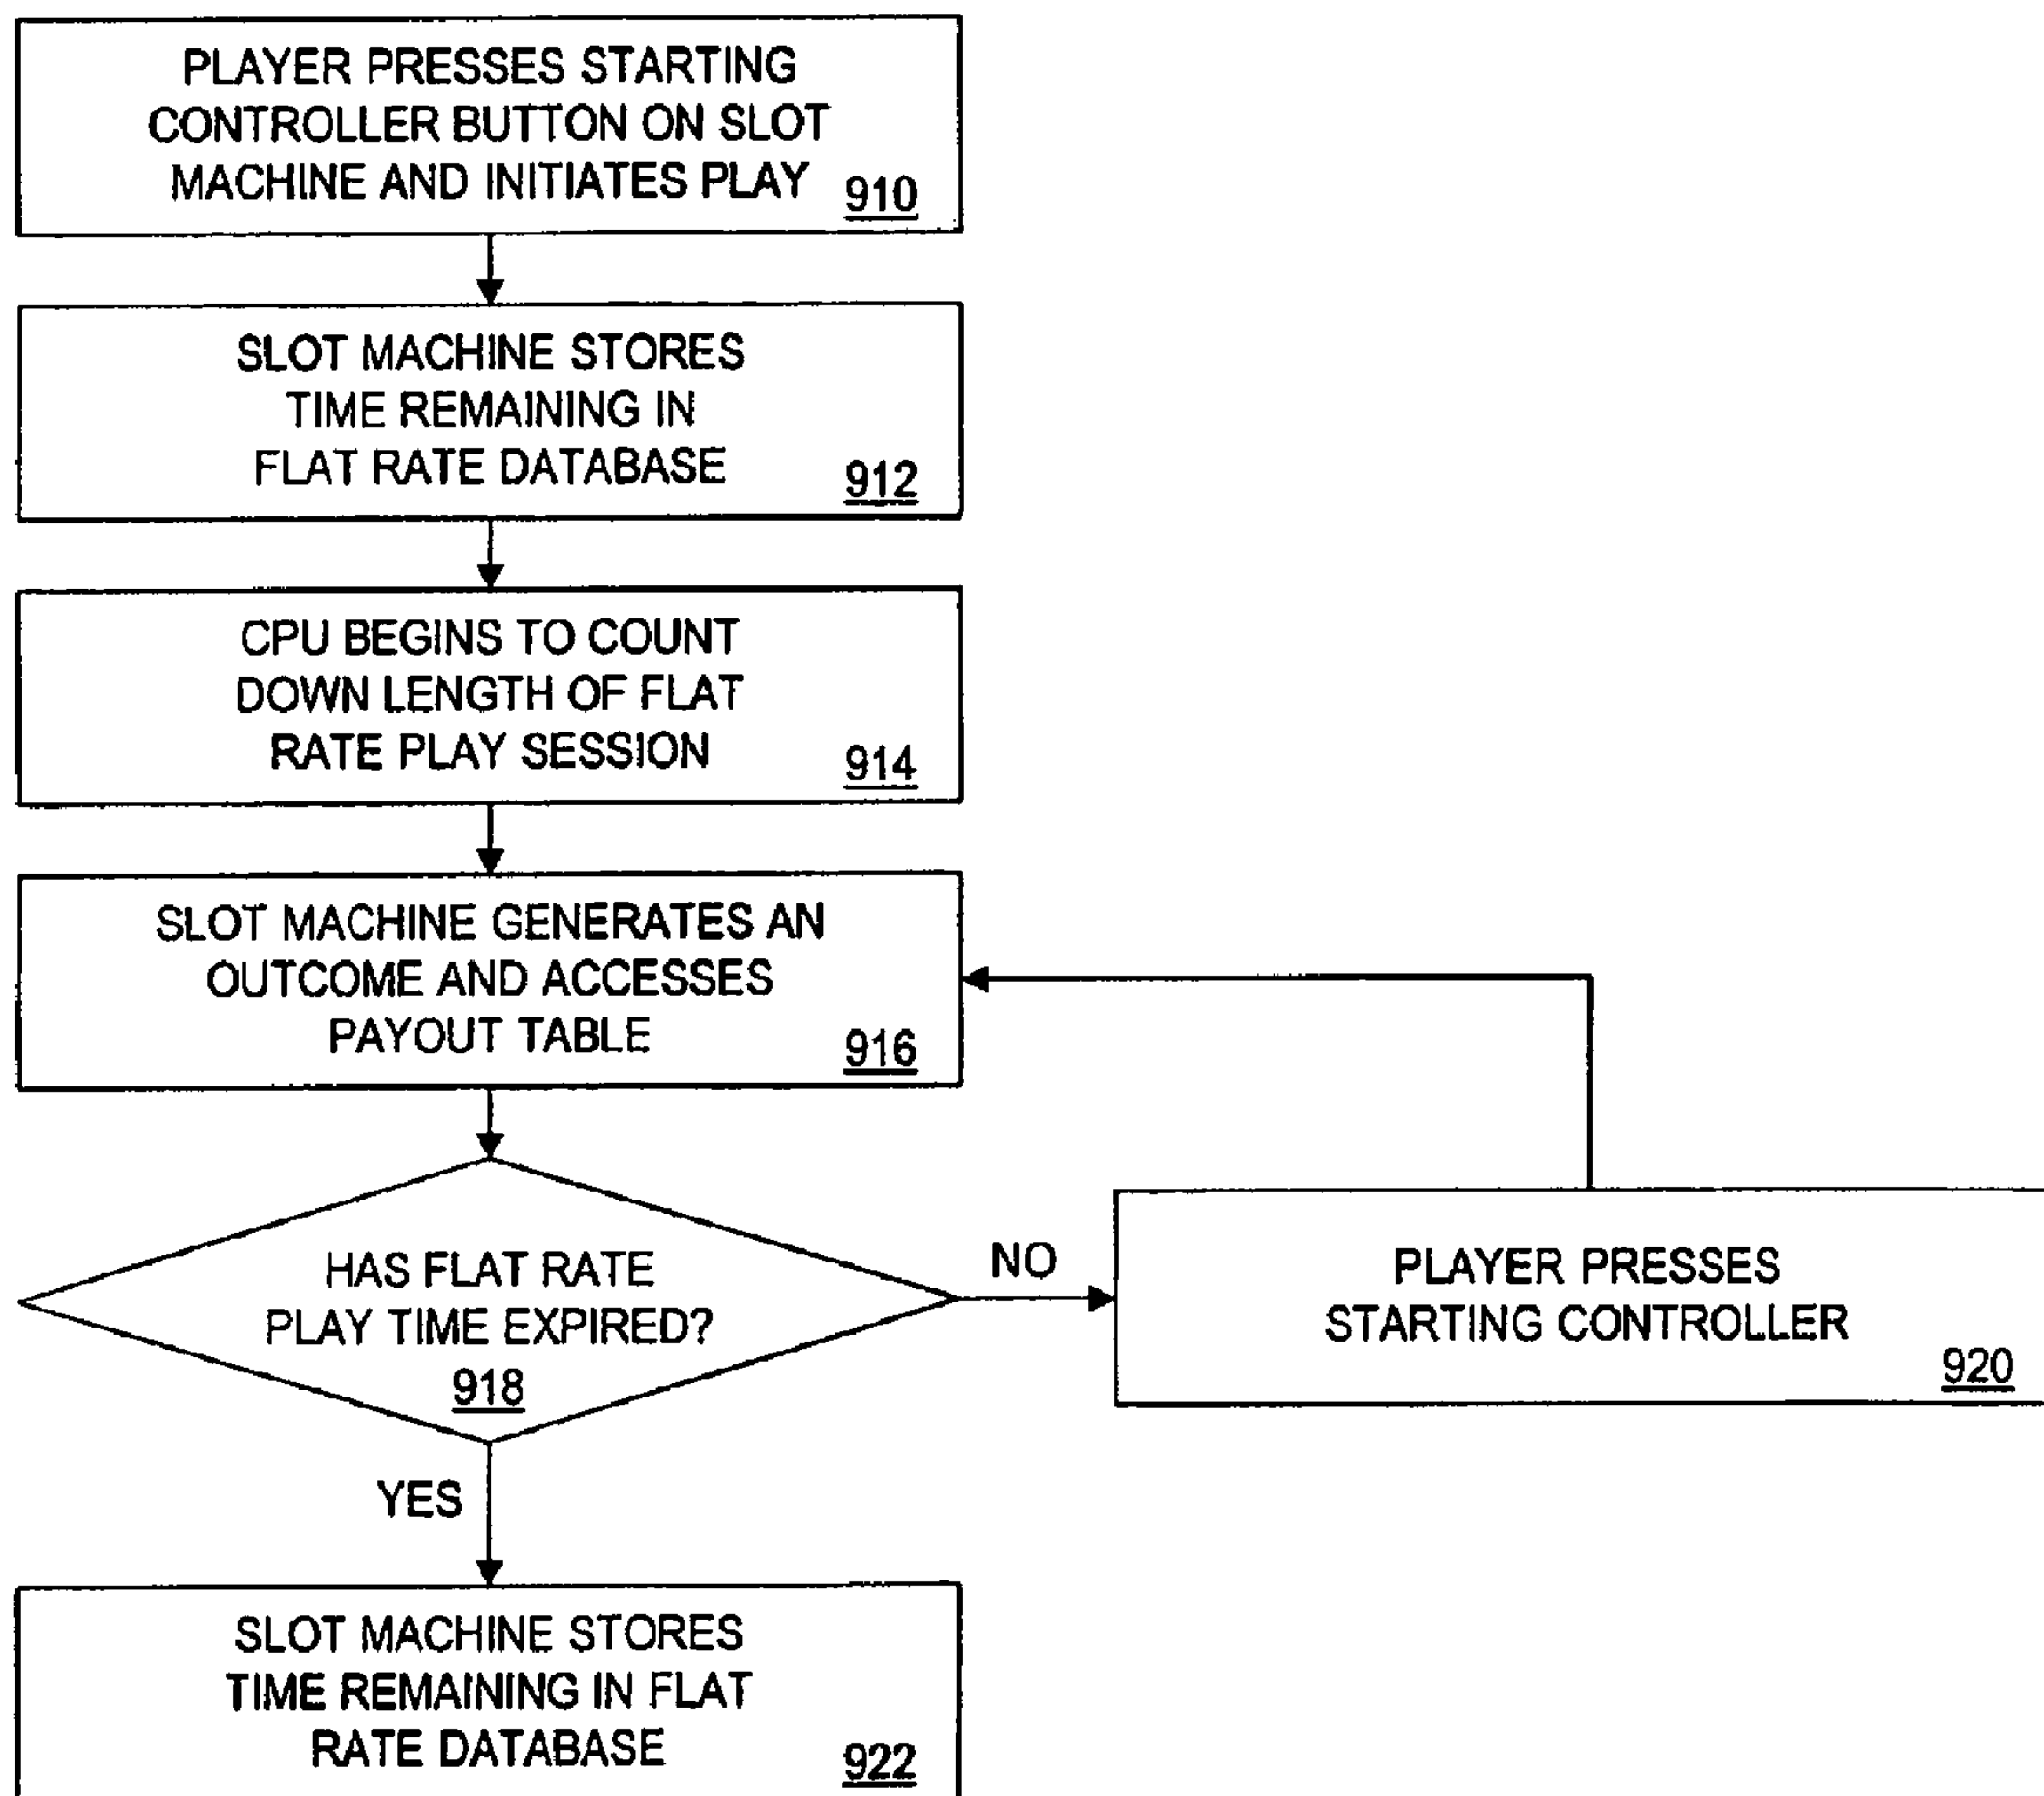 PLAYER PRESSES STARTING
CONTROLLER BUTTON ON SLOT
MACHINE AND INITIATES PLAY
910
SLOT MACHINE STORES
TIME REMAINING IN
FLAT RATE DATABASE
912
CPU BEGINS TO COUNT
DOWN LENGTH OF FLAT
RATE PLAY SESSION
914
SLOT MACHINE GENERATES AN
OUTCOME AND ACCESSES
PAYOUT TABLE
916
HAS FLAT RATE
PLAY TIME EXPIRED?
918
NO
PLAYER PRESSES
STARTING CONTROLLER
920
YES
SLOT MACHINE STORES
TIME REMAINING IN FLAT
RATE DATABASE
922